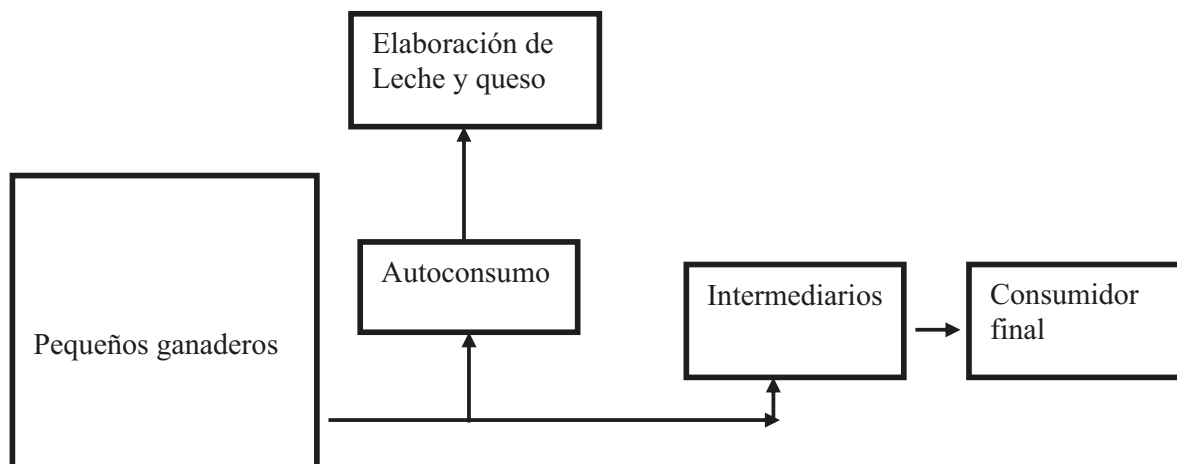 Elaboración de
Leche y queso
Autoconsumo
Pequeños ganaderos
Intermediarios
Consumidor
final